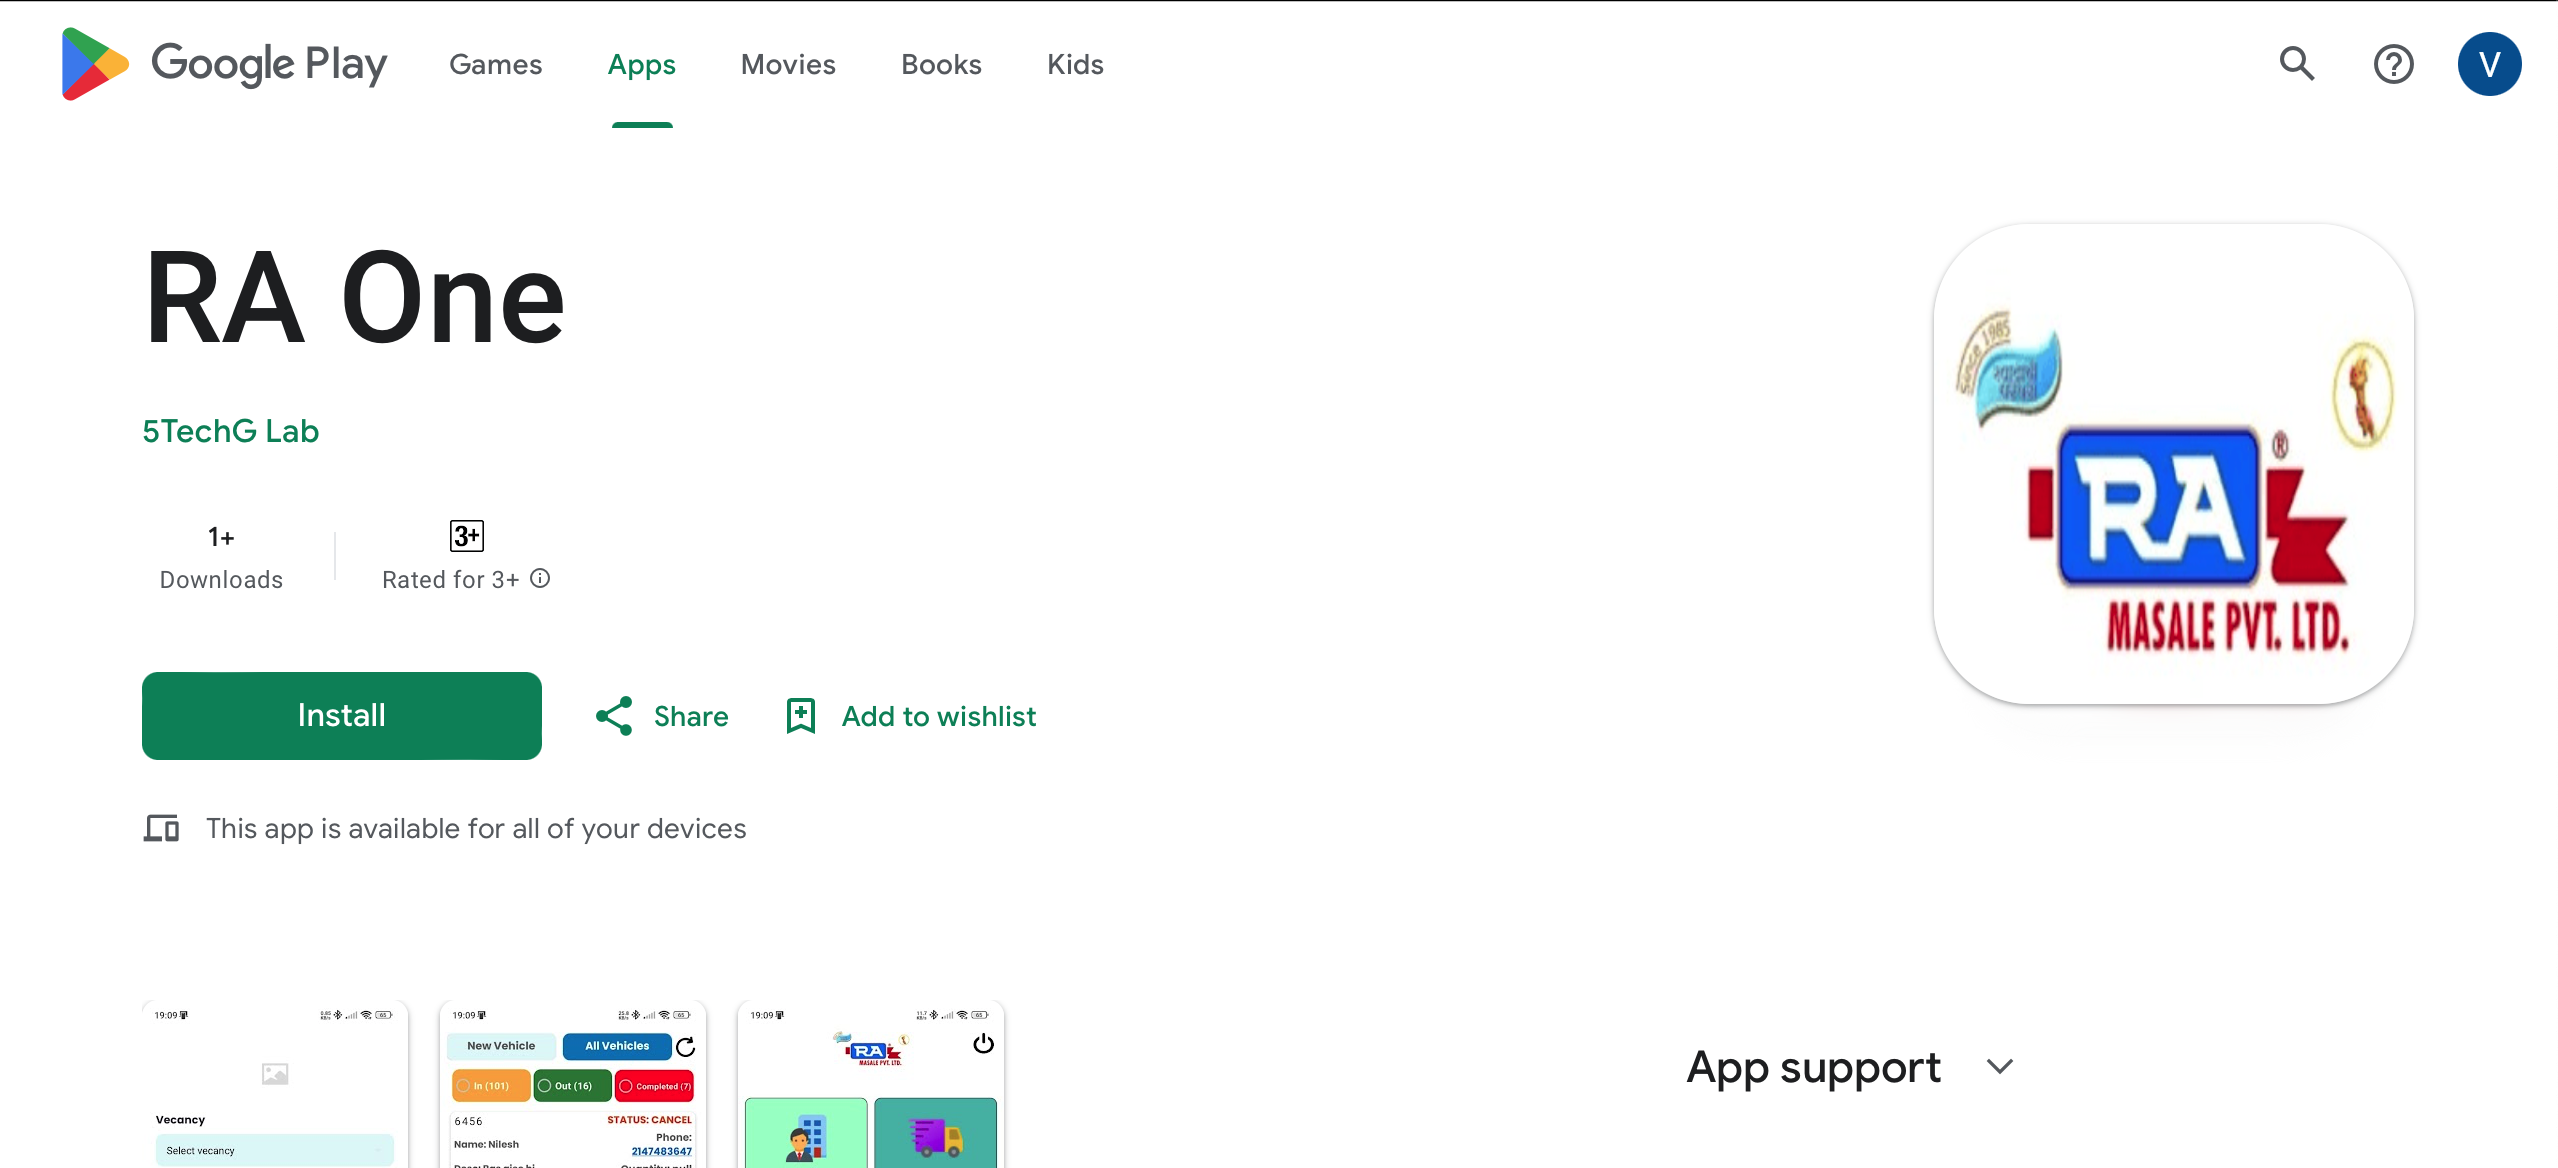 Google Play Games Apps Movies Books Kids
V
RA One
5TechG Lab
1+
Downloads
3+
Rated for 3+
Install
Share
Add to wishlist
This app is available for all of your devices
Since 1985
RA
®
MASALE PVT. LTD.
19:09
65
Vecancy
Select vecancy
19:09
65
New Vehicle
All Vehicles
In (101)
Out (16)
Completed (7)
6456
STATUS: CANCEL
Name: Nilesh
Phone:
2147483647
19:09
65
RA
MASALE PVT. LTD.
App support